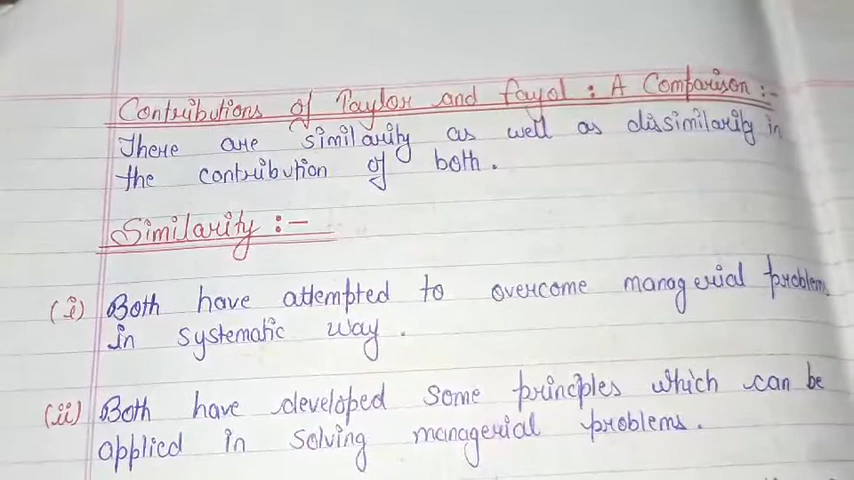 Contributions of Taylor and Fayol : A Comparison :-
There are similarity as well as dissimilarity in
the contribution of both .
Similarity :-
(i) Both have attempted to overcome managerial problem
in systematic way .
(ii) Both have developed some principles which can be
applied in solving managerial problems .